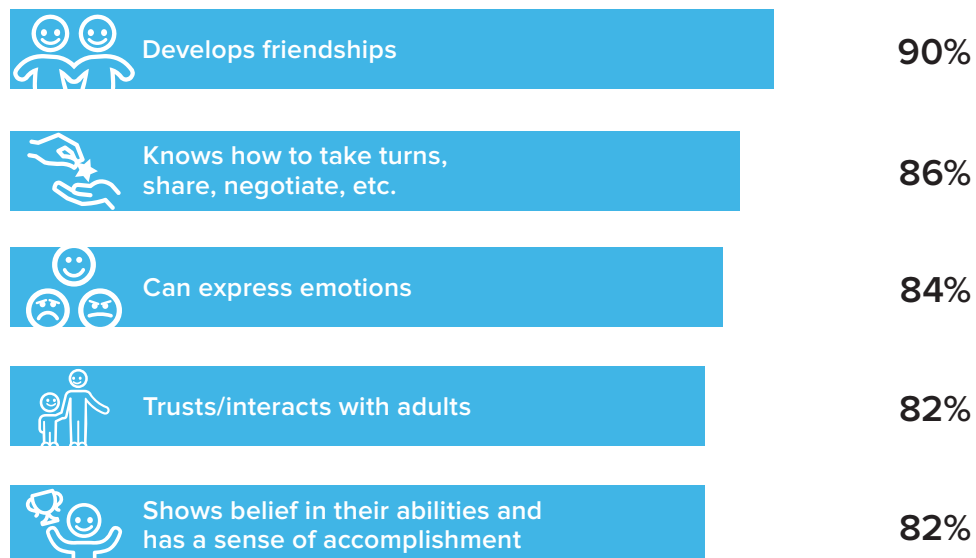 Develops friendships
90%
Knows how to take turns,
share, negotiate, etc.
86%
Can express emotions
84%
Trusts/interacts with adults
82%
Shows belief in their abilities and
has a sense of accomplishment
82%